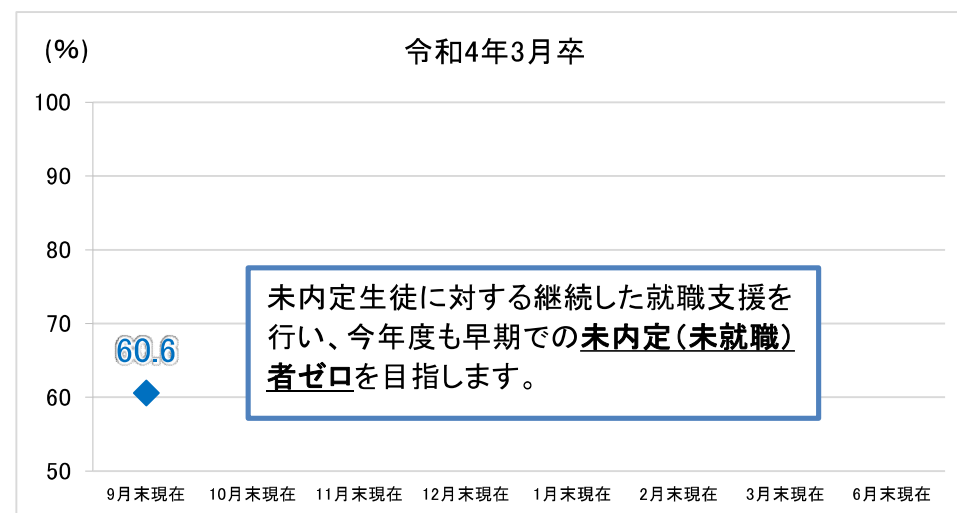 (%)
令和4年3月卒
100
90
80
70
60
50
60.6
未内定生徒に対する継続した就職支援を
行い、今年度も早期での未内定(未就職)
者ゼロを目指します。
9月末現在 10月末現在 11月末現在 12月末現在 1月末現在 2月末現在 3月末現在 6月末現在